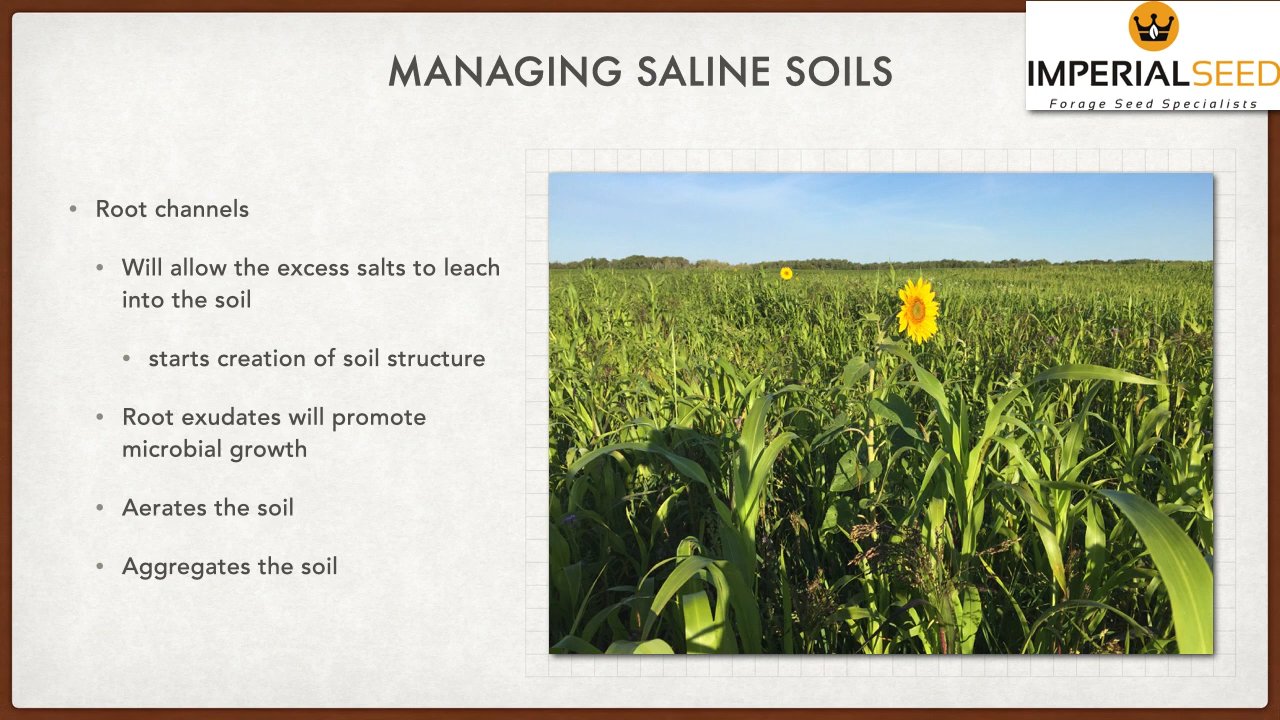 MANAGING SALINE SOILS
IMPERIALSEED
Forage Seed Specialists
• Root channels
• Will allow the excess salts to leach
into the soil
• starts creation of soil structure
• Root exudates will promote
microbial growth
• Aerates the soil
• Aggregates the soil